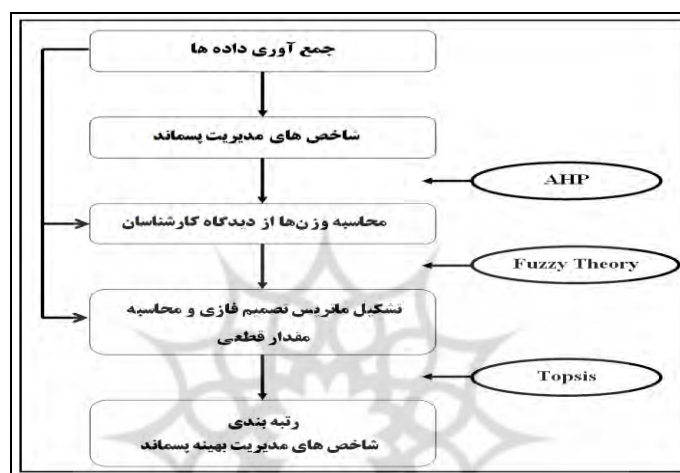 جمع آوری داده ها
شاخص های مدیریت پسماند
AHP
محاسبه وزن‌ها از دیدگاه کارشناسان
Fuzzy Theory
تشکیل ماتریس تصمیم فازی و محاسبه
مقدار قطعی
Topsis
رتبه بندی
شاخص های مدیریت بهینه پسماند